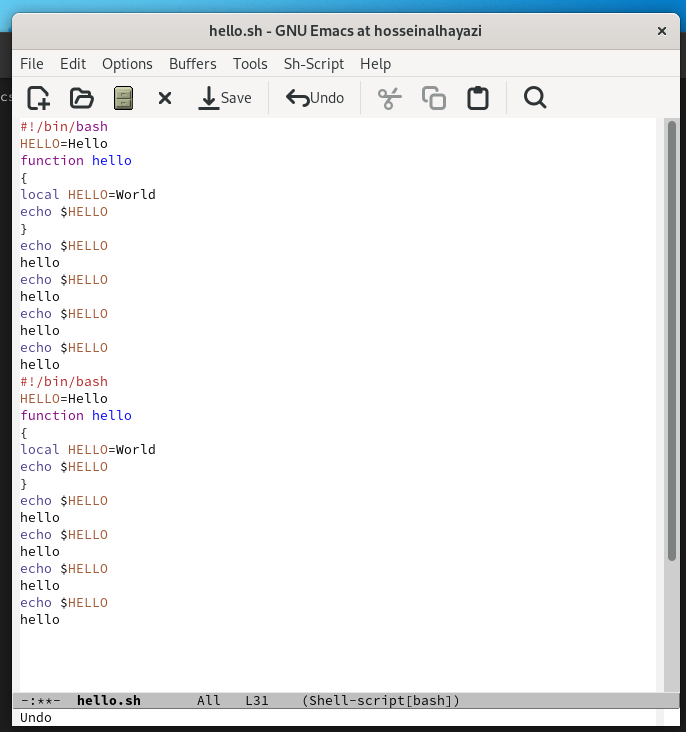 hello.sh - GNU Emacs at hosseinalhayazi
File Edit Options Buffers Tools Sh-Script Help
Save Undo
#!/bin/bash
HELLO=Hello
function hello
{
local HELLO=World
echo $HELLO
}
echo $HELLO
hello
echo $HELLO
hello
echo $HELLO
hello
echo $HELLO
hello
#!/bin/bash
HELLO=Hello
function hello
{
local HELLO=World
echo $HELLO
}
echo $HELLO
hello
echo $HELLO
hello
echo $HELLO
hello
echo $HELLO
hello
-:**- hello.sh All L31 (Shell-script[bash])
Undo